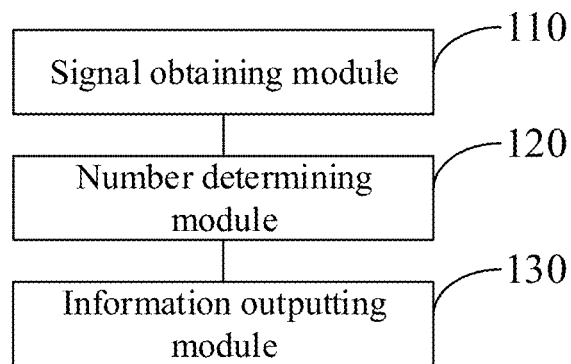 110
Signal obtaining module
120
Number determining
module
130
Information outputting
module